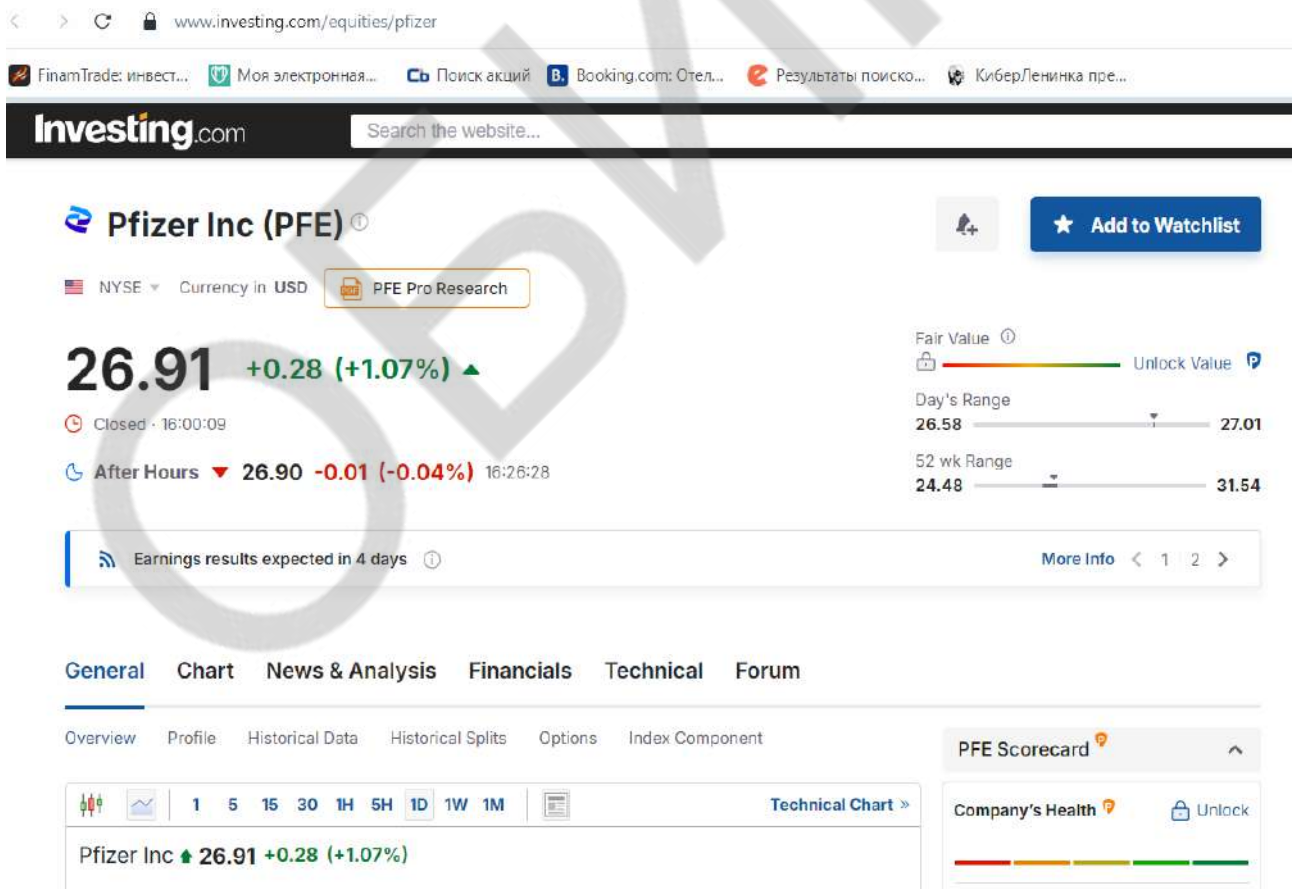 www.investing.com/equities/pfizer
FinamTrade: инвест... Моя электронная... Cb Поиск акций B. Booking.com: Отел... Результаты поиско... КиберЛенинка пре...
Investing.com Search the website...
Pfizer Inc (PFE)
Add to Watchlist
NYSE Currency in USD PFE Pro Research
26.91 +0.28 (+1.07%)
Closed · 16:00:09
After Hours 26.90 -0.01 (-0.04%) 16:26:28
Fair Value
Unlock Value
Day's Range
26.58 27.01
52 wk Range
24.48 31.54
Earnings results expected in 4 days More Info < 1 2 >
General Chart News & Analysis Financials Technical Forum
Overview Profile Historical Data Historical Splits Options Index Component
PFE Scorecard
1 5 15 30 1H 5H 1D 1W 1M Technical Chart »
Company's Health Unlock
Pfizer Inc 26.91 +0.28 (+1.07%)